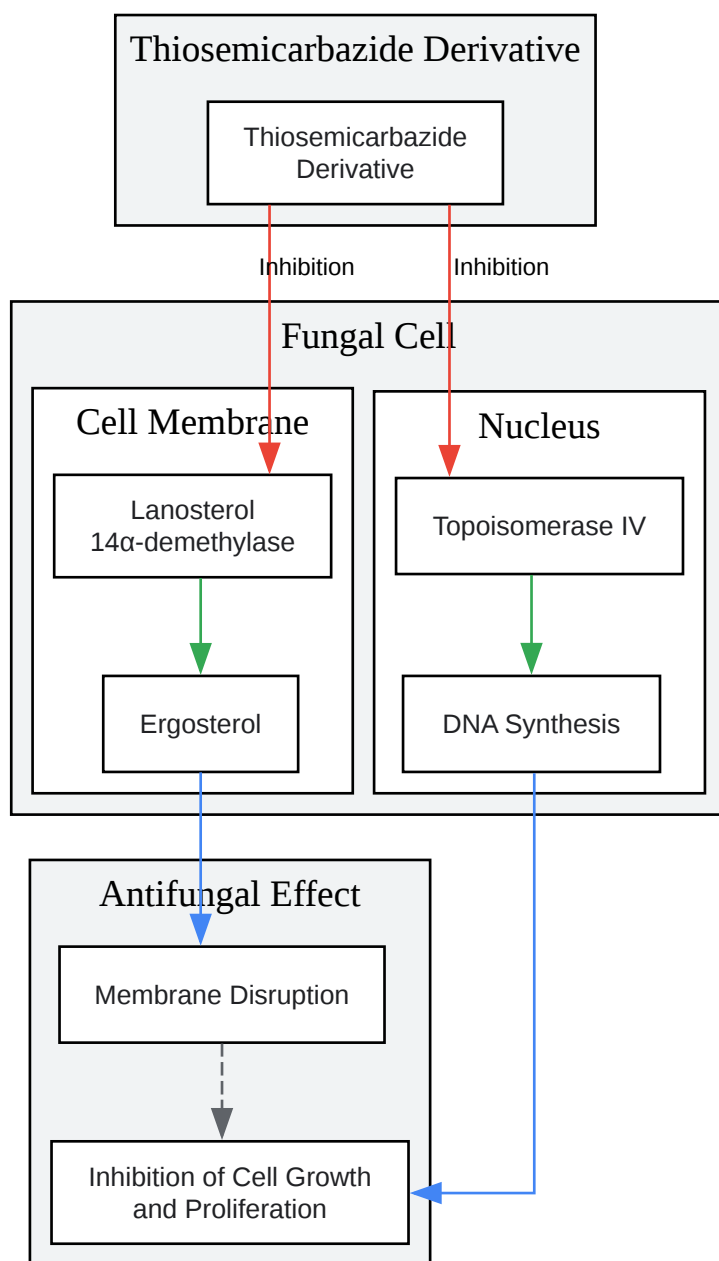 Thiosemicarbazide Derivative
Thiosemicarbazide
Derivative
Inhibition
Inhibition
Fungal Cell
Cell Membrane
Nucleus
Lanosterol
14α-demethylase
Topoisomerase IV
Ergosterol
DNA Synthesis
Antifungal Effect
Membrane Disruption
Inhibition of Cell Growth
and Proliferation